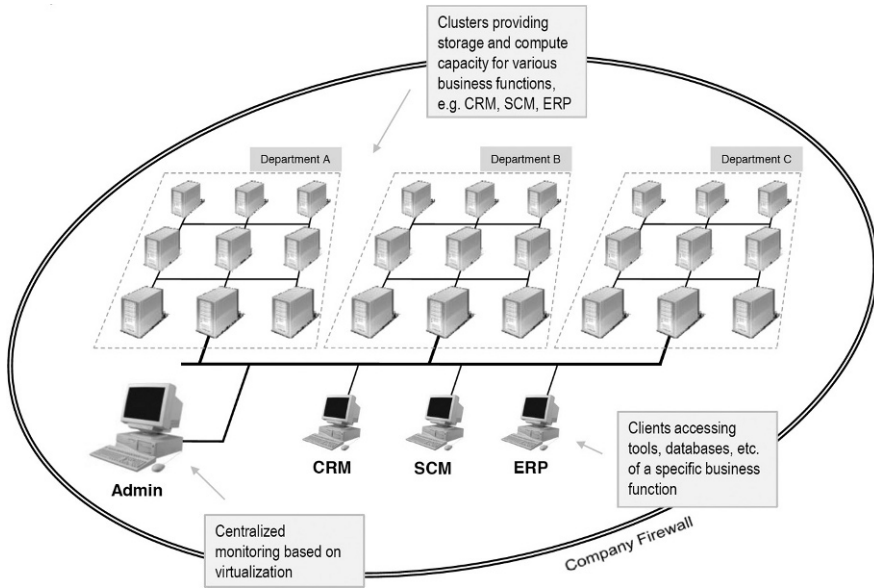 Clusters providing
storage and compute
capacity for various
business functions,
e.g. CRM, SCM, ERP
Department A
Department B
Department C
CRM
SCM
ERP
Admin
Clients accessing
tools, databases, etc.
of a specific business
function
Centralized
monitoring based on
virtualization
Company Firewall